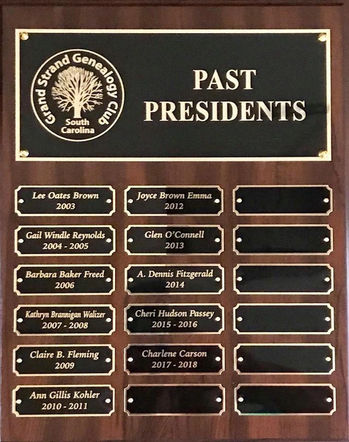 Grand Strand Genealogy Club
South
Carolina
PAST
PRESIDENTS
Lee Oates Brown
2003
Gail Windle Reynolds
2004 - 2005
Barbara Baker Freed
2006
Kathryn Brannigan Walizer
2007 - 2008
Claire B. Fleming
2009
Ann Gillis Kohler
2010 - 2011
Joyce Brown Emma
2012
Glen O'Connell
2013
A. Dennis Fitzgerald
2014
Cheri Hudson Passey
2015 - 2016
Charlene Carson
2017 - 2018